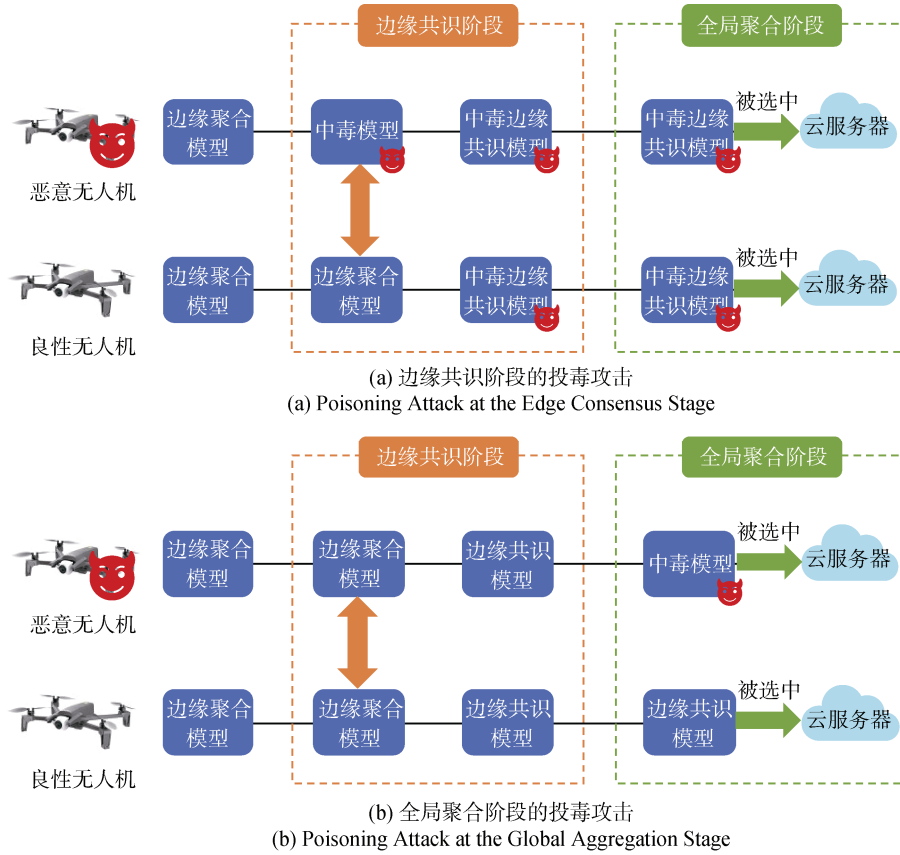 边缘共识阶段
全局聚合阶段
边缘聚合
模型
中毒模型
中毒边缘
共识模型
中毒边缘
共识模型
被选中
云服务器
恶意无人机
边缘聚合
模型
边缘聚合
模型
中毒边缘
共识模型
中毒边缘
共识模型
被选中
云服务器
良性无人机
(a) 边缘共识阶段的投毒攻击
(a) Poisoning Attack at the Edge Consensus Stage
边缘共识阶段
全局聚合阶段
边缘聚合
模型
边缘聚合
模型
边缘共识
模型
中毒模型
被选中
云服务器
恶意无人机
边缘聚合
模型
边缘聚合
模型
边缘共识
模型
边缘共识
模型
被选中
云服务器
良性无人机
(b) 全局聚合阶段的投毒攻击
(b) Poisoning Attack at the Global Aggregation Stage